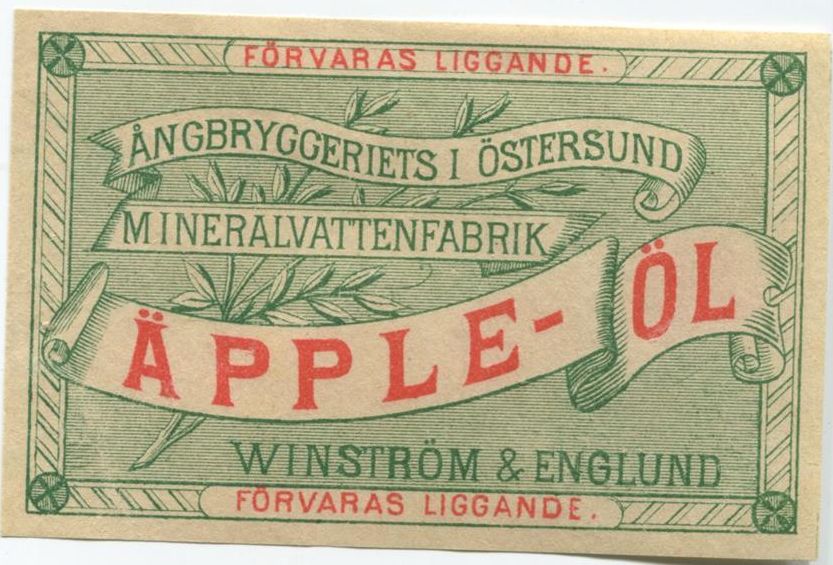 FÖRVARAS LIGGANDE.
ÅNGBRYGGERIETS I ÖSTERSUND
MINERALVATTENFABRIK
ÄPPLE-ÖL
WINSTRÖM & ENGLUND
FÖRVARAS LIGGANDE.